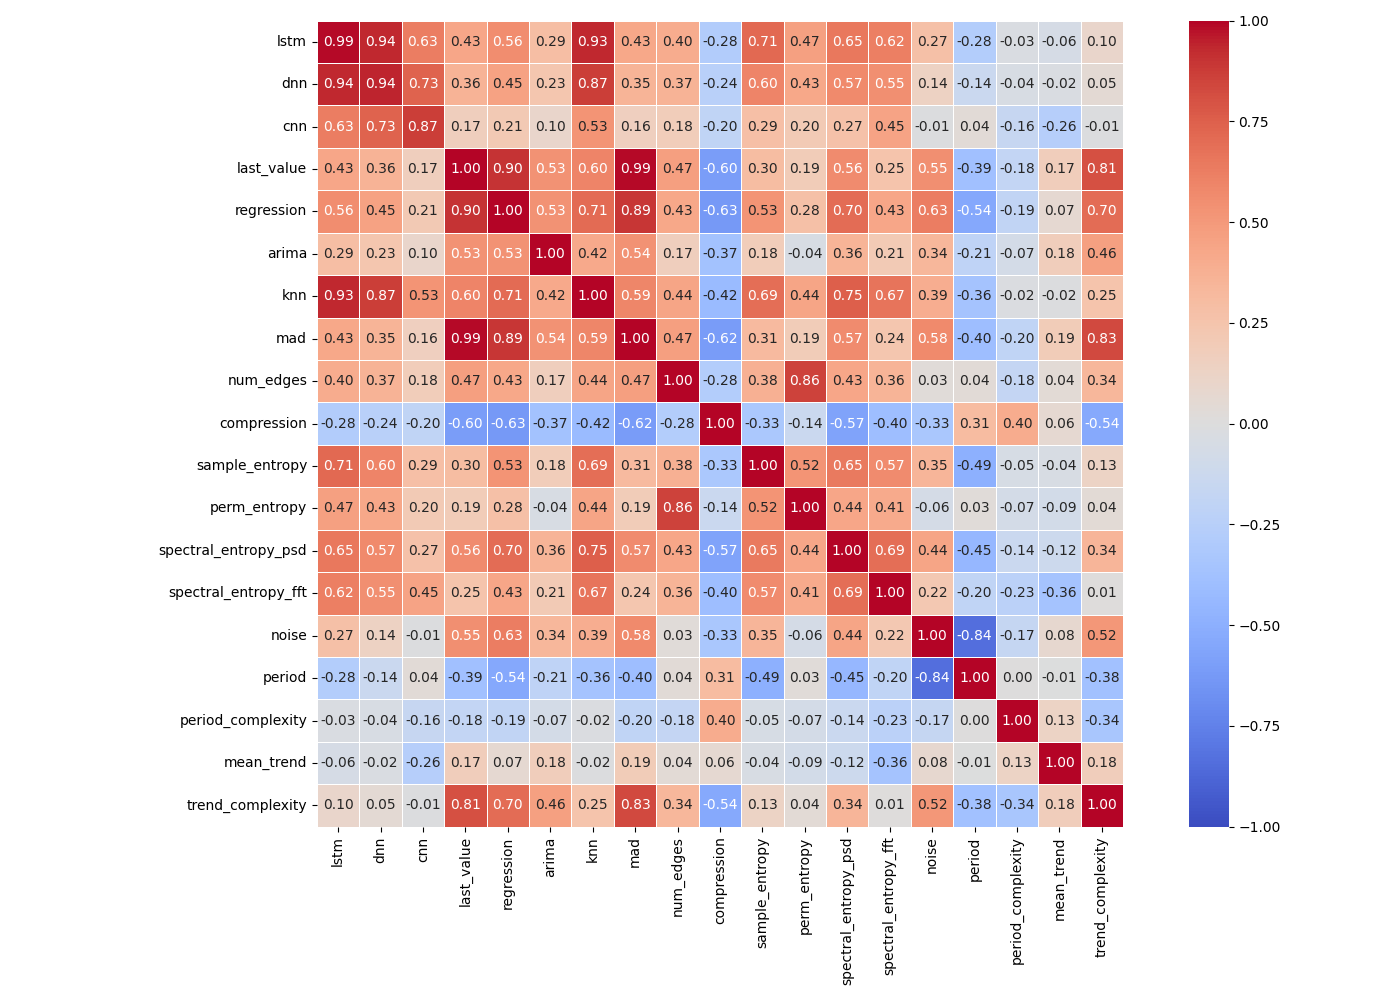 lstm 0.99 0.94 0.63 0.43 0.56 0.29 0.93 0.43 0.40 -0.28 0.71 0.47 0.65 0.62 0.27 -0.28 -0.03 -0.06 0.10
dnn 0.94 0.94 0.73 0.36 0.45 0.23 0.87 0.35 0.37 -0.24 0.60 0.43 0.57 0.55 0.14 -0.14 -0.04 -0.02 0.05
cnn 0.63 0.73 0.87 0.17 0.21 0.10 0.53 0.16 0.18 -0.20 0.29 0.20 0.27 0.45 -0.01 0.04 -0.16 -0.26 -0.01
last_value 0.43 0.36 0.17 1.00 0.90 0.53 0.60 0.99 0.47 -0.60 0.30 0.19 0.56 0.25 0.55 -0.39 -0.18 0.17 0.81
regression 0.56 0.45 0.21 0.90 1.00 0.53 0.71 0.89 0.43 -0.63 0.53 0.28 0.70 0.43 0.63 -0.54 -0.19 0.07 0.70
arima 0.29 0.23 0.10 0.53 0.53 1.00 0.42 0.54 0.17 -0.37 0.18 -0.04 0.36 0.21 0.34 -0.21 -0.07 0.18 0.46
knn 0.93 0.87 0.53 0.60 0.71 0.42 1.00 0.59 0.44 -0.42 0.69 0.44 0.75 0.67 0.39 -0.36 -0.02 -0.02 0.25
mad 0.43 0.35 0.16 0.99 0.89 0.54 0.59 1.00 0.47 -0.62 0.31 0.19 0.57 0.24 0.58 -0.40 -0.20 0.19 0.83
num_edges 0.40 0.37 0.18 0.47 0.43 0.17 0.44 0.47 1.00 -0.28 0.38 0.86 0.43 0.36 0.03 0.04 -0.18 0.04 0.34
compression -0.28 -0.24 -0.20 -0.60 -0.63 -0.37 -0.42 -0.62 -0.28 1.00 -0.33 -0.14 -0.57 -0.40 -0.33 0.31 0.40 0.06 -0.54
sample_entropy 0.71 0.60 0.29 0.30 0.53 0.18 0.69 0.31 0.38 -0.33 1.00 0.52 0.65 0.57 0.35 -0.49 -0.05 -0.04 0.13
perm_entropy 0.47 0.43 0.20 0.19 0.28 -0.04 0.44 0.19 0.86 -0.14 0.52 1.00 0.44 0.41 -0.06 0.03 -0.07 -0.09 0.04
spectral_entropy_psd 0.65 0.57 0.27 0.56 0.70 0.36 0.75 0.57 0.43 -0.57 0.65 0.44 1.00 0.69 0.44 -0.45 -0.14 -0.12 0.34
spectral_entropy_fft 0.62 0.55 0.45 0.25 0.43 0.21 0.67 0.24 0.36 -0.40 0.57 0.41 0.69 1.00 0.22 -0.20 -0.23 -0.36 0.01
noise 0.27 0.14 -0.01 0.55 0.63 0.34 0.39 0.58 0.03 -0.33 0.35 -0.06 0.44 0.22 1.00 -0.84 -0.17 0.08 0.52
period -0.28 -0.14 0.04 -0.39 -0.54 -0.21 -0.36 -0.40 0.04 0.31 -0.49 0.03 -0.45 -0.20 -0.84 1.00 0.00 -0.01 -0.38
period_complexity -0.03 -0.04 -0.16 -0.18 -0.19 -0.07 -0.02 -0.20 -0.18 0.40 -0.05 -0.07 -0.14 -0.23 -0.17 0.00 1.00 0.13 -0.34
mean_trend -0.06 -0.02 -0.26 0.17 0.07 0.18 -0.02 0.19 0.04 0.06 -0.04 -0.09 -0.12 -0.36 0.08 -0.01 0.13 1.00 0.18
trend_complexity 0.10 0.05 -0.01 0.81 0.70 0.46 0.25 0.83 0.34 -0.54 0.13 0.04 0.34 0.01 0.52 -0.38 -0.34 0.18 1.00
lstm
dnn
cnn
last_value
regression
arima
knn
mad
num_edges
compression
sample_entropy
perm_entropy
spectral_entropy_psd
spectral_entropy_fft
noise
period
period_complexity
mean_trend
trend_complexity
1.00
0.75
0.50
0.25
0.00
−0.25
−0.50
−0.75
−1.00